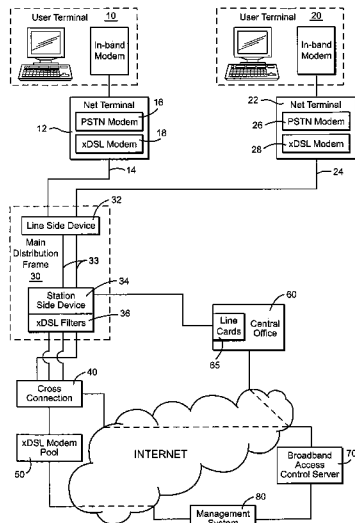 User Terminal 10
In-band
Modem
User Terminal 20
In-band
Modem
Net Terminal 16
PSTN Modem
12
xDSL Modem 18
14
22 Net Terminal
26 PSTN Modem
28 xDSL Modem
24
Line Side Device 32
Main
Distribution
Frame 33
30
Station
Side Device 34
xDSL Filters 36
Line
Cards
65
60
Central
Office
Cross
Connection 40
xDSL Modem
Pool
50
INTERNET
Broadband
Access
Control Server
70
80
Management
System